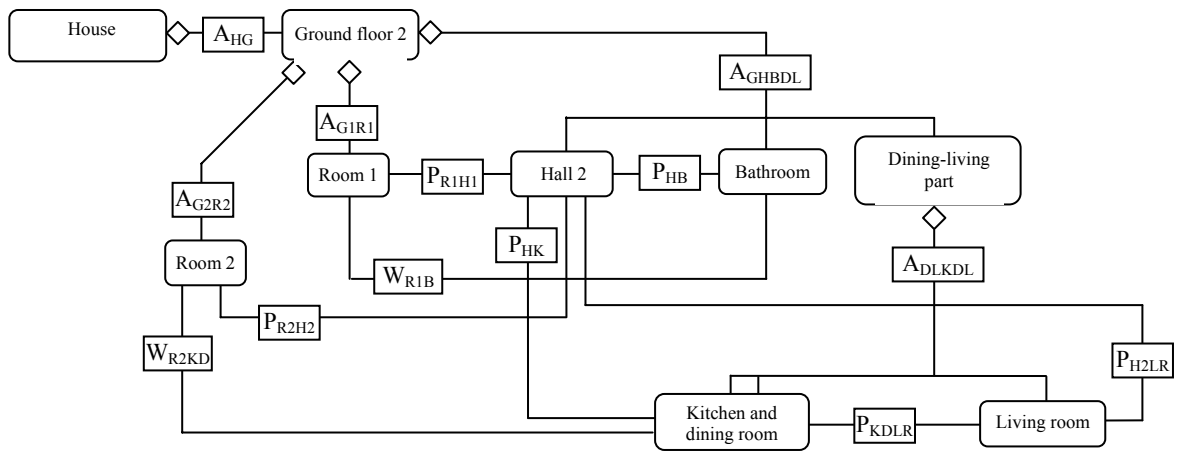 House
A_HG
Ground floor 2
A_GHBDL
A_G1R1
Room 1
P_R1H1
Hall 2
P_HB
Bathroom
Dining-living
part
A_G2R2
Room 2
P_HK
W_R1B
A_DLKDL
P_R2H2
W_R2KD
P_H2LR
Kitchen and
dining room
P_KDLR
Living room